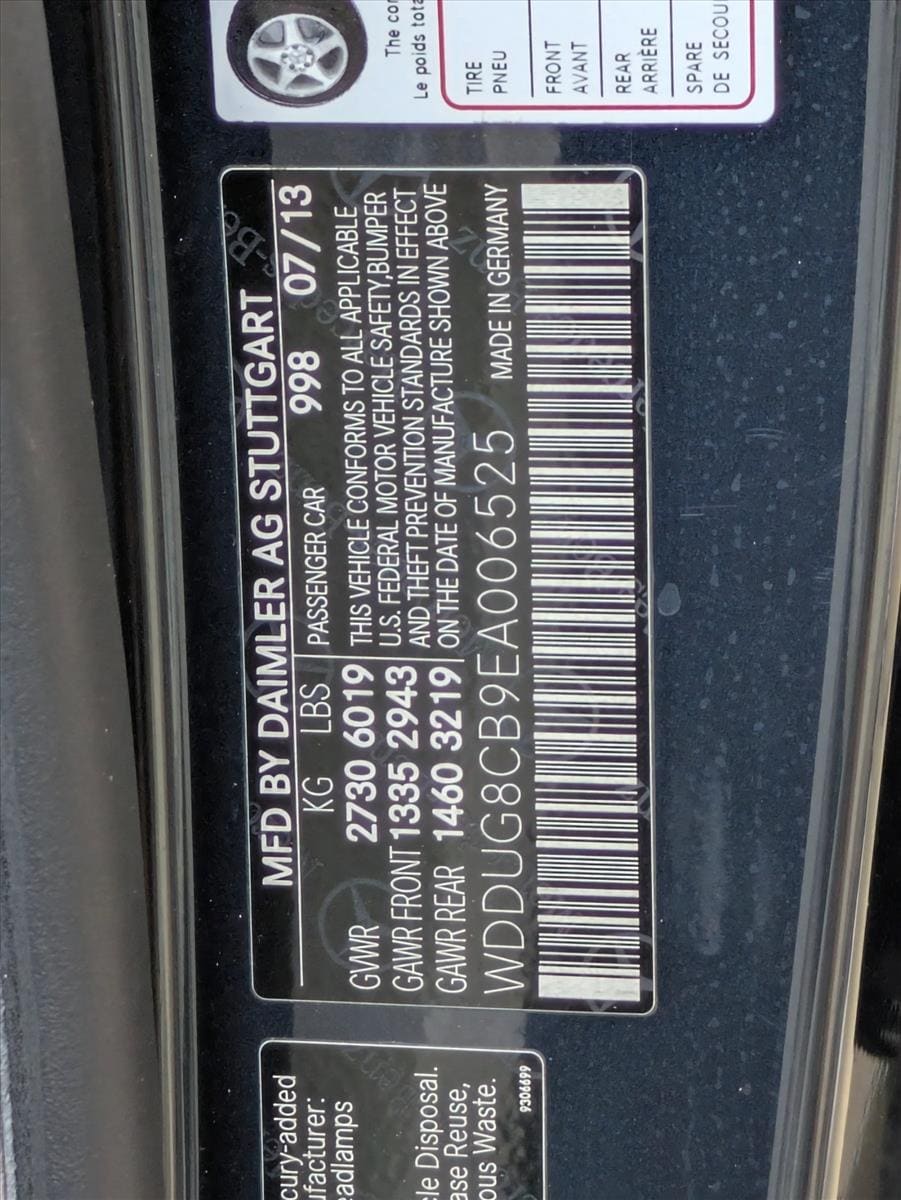 MFD BY DAIMLER AG STUTTGART
KG LBS PASSENGER CAR 998 07/13
GVWR 2730 6019 THIS VEHICLE CONFORMS TO ALL APPLICABLE
GAWR FRONT 1335 2943 U.S. FEDERAL MOTOR VEHICLE SAFETY,BUMPER
AND THEFT PREVENTION STANDARDS IN EFFECT
GAWR REAR 1460 3219 ON THE DATE OF MANUFACTURE SHOWN ABOVE
WDDUG8CB9EA006525 MADE IN GERMANY
The
Le poids
TIRE
PNEU
FRONT
AVANT
REAR
ARRIÈRE
SPARE
DE
cury-added
ufacturer:
eadlamps
le Disposal.
ase Reuse,
ous Waste.
9306699